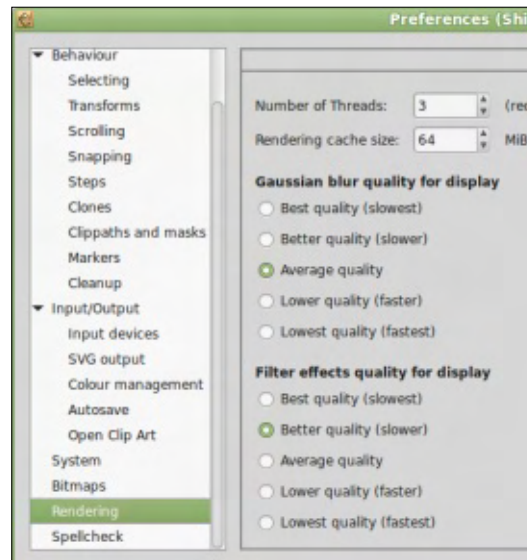 Preferences (Shi
Behaviour
Selecting
Transforms
Scrolling
Snapping
Steps
Clones
Clippaths and masks
Markers
Cleanup
Input/Output
Input devices
SVG output
Colour management
Autosave
Open Clip Art
System
Bitmaps
Rendering
Spellcheck
Number of Threads: 3 (re
Rendering cache size: 64 MiB
Gaussian blur quality for display
Best quality (slowest)
Better quality (slower)
Average quality
Lower quality (faster)
Lowest quality (fastest)
Filter effects quality for display
Best quality (slowest)
Better quality (slower)
Average quality
Lower quality (faster)
Lowest quality (fastest)